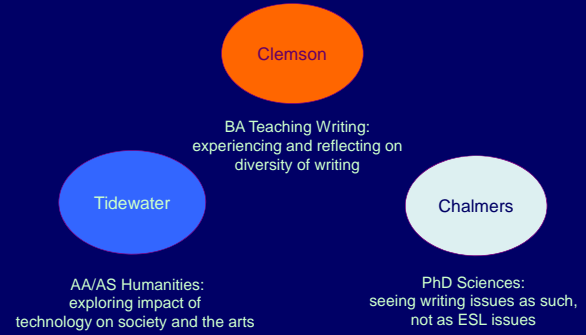 Clemson
BA Teaching Writing:
experiencing and reflecting on
diversity of writing
Tidewater
AA/AS Humanities:
exploring impact of
technology on society and the arts
Chalmers
PhD Sciences:
seeing writing issues as such,
not as ESL issues